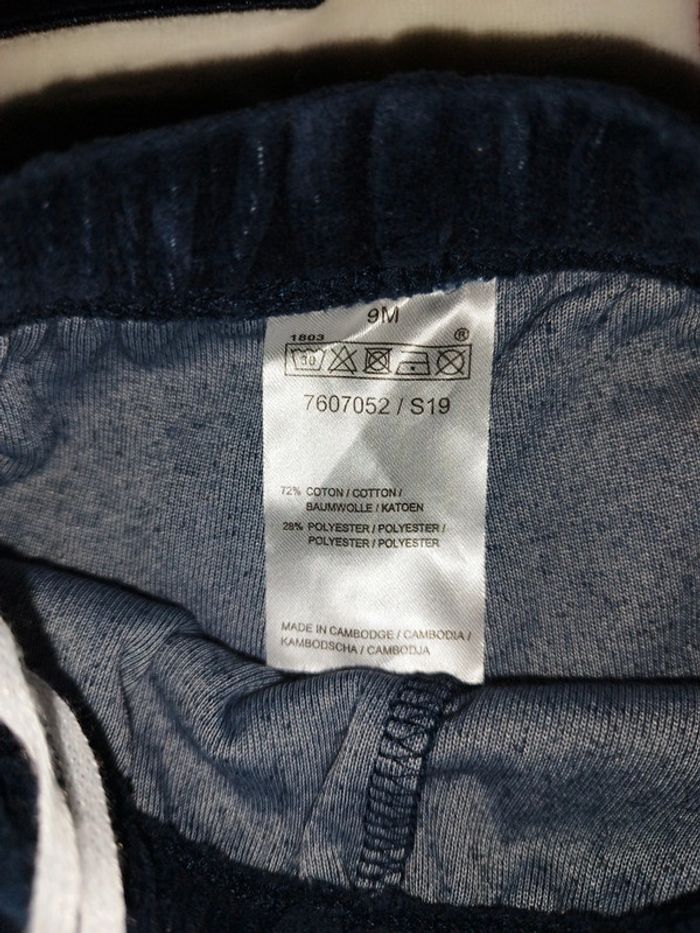 9M
1803
®
30
7607052 / S19
72% COTON / COTTON /
BAUMWOLLE / KATOEN
28% POLYESTER / POLYESTER /
POLYESTER / POLYESTER
MADE IN CAMBODGE / CAMBODIA /
KAMBODSCHA / CAMBODJA